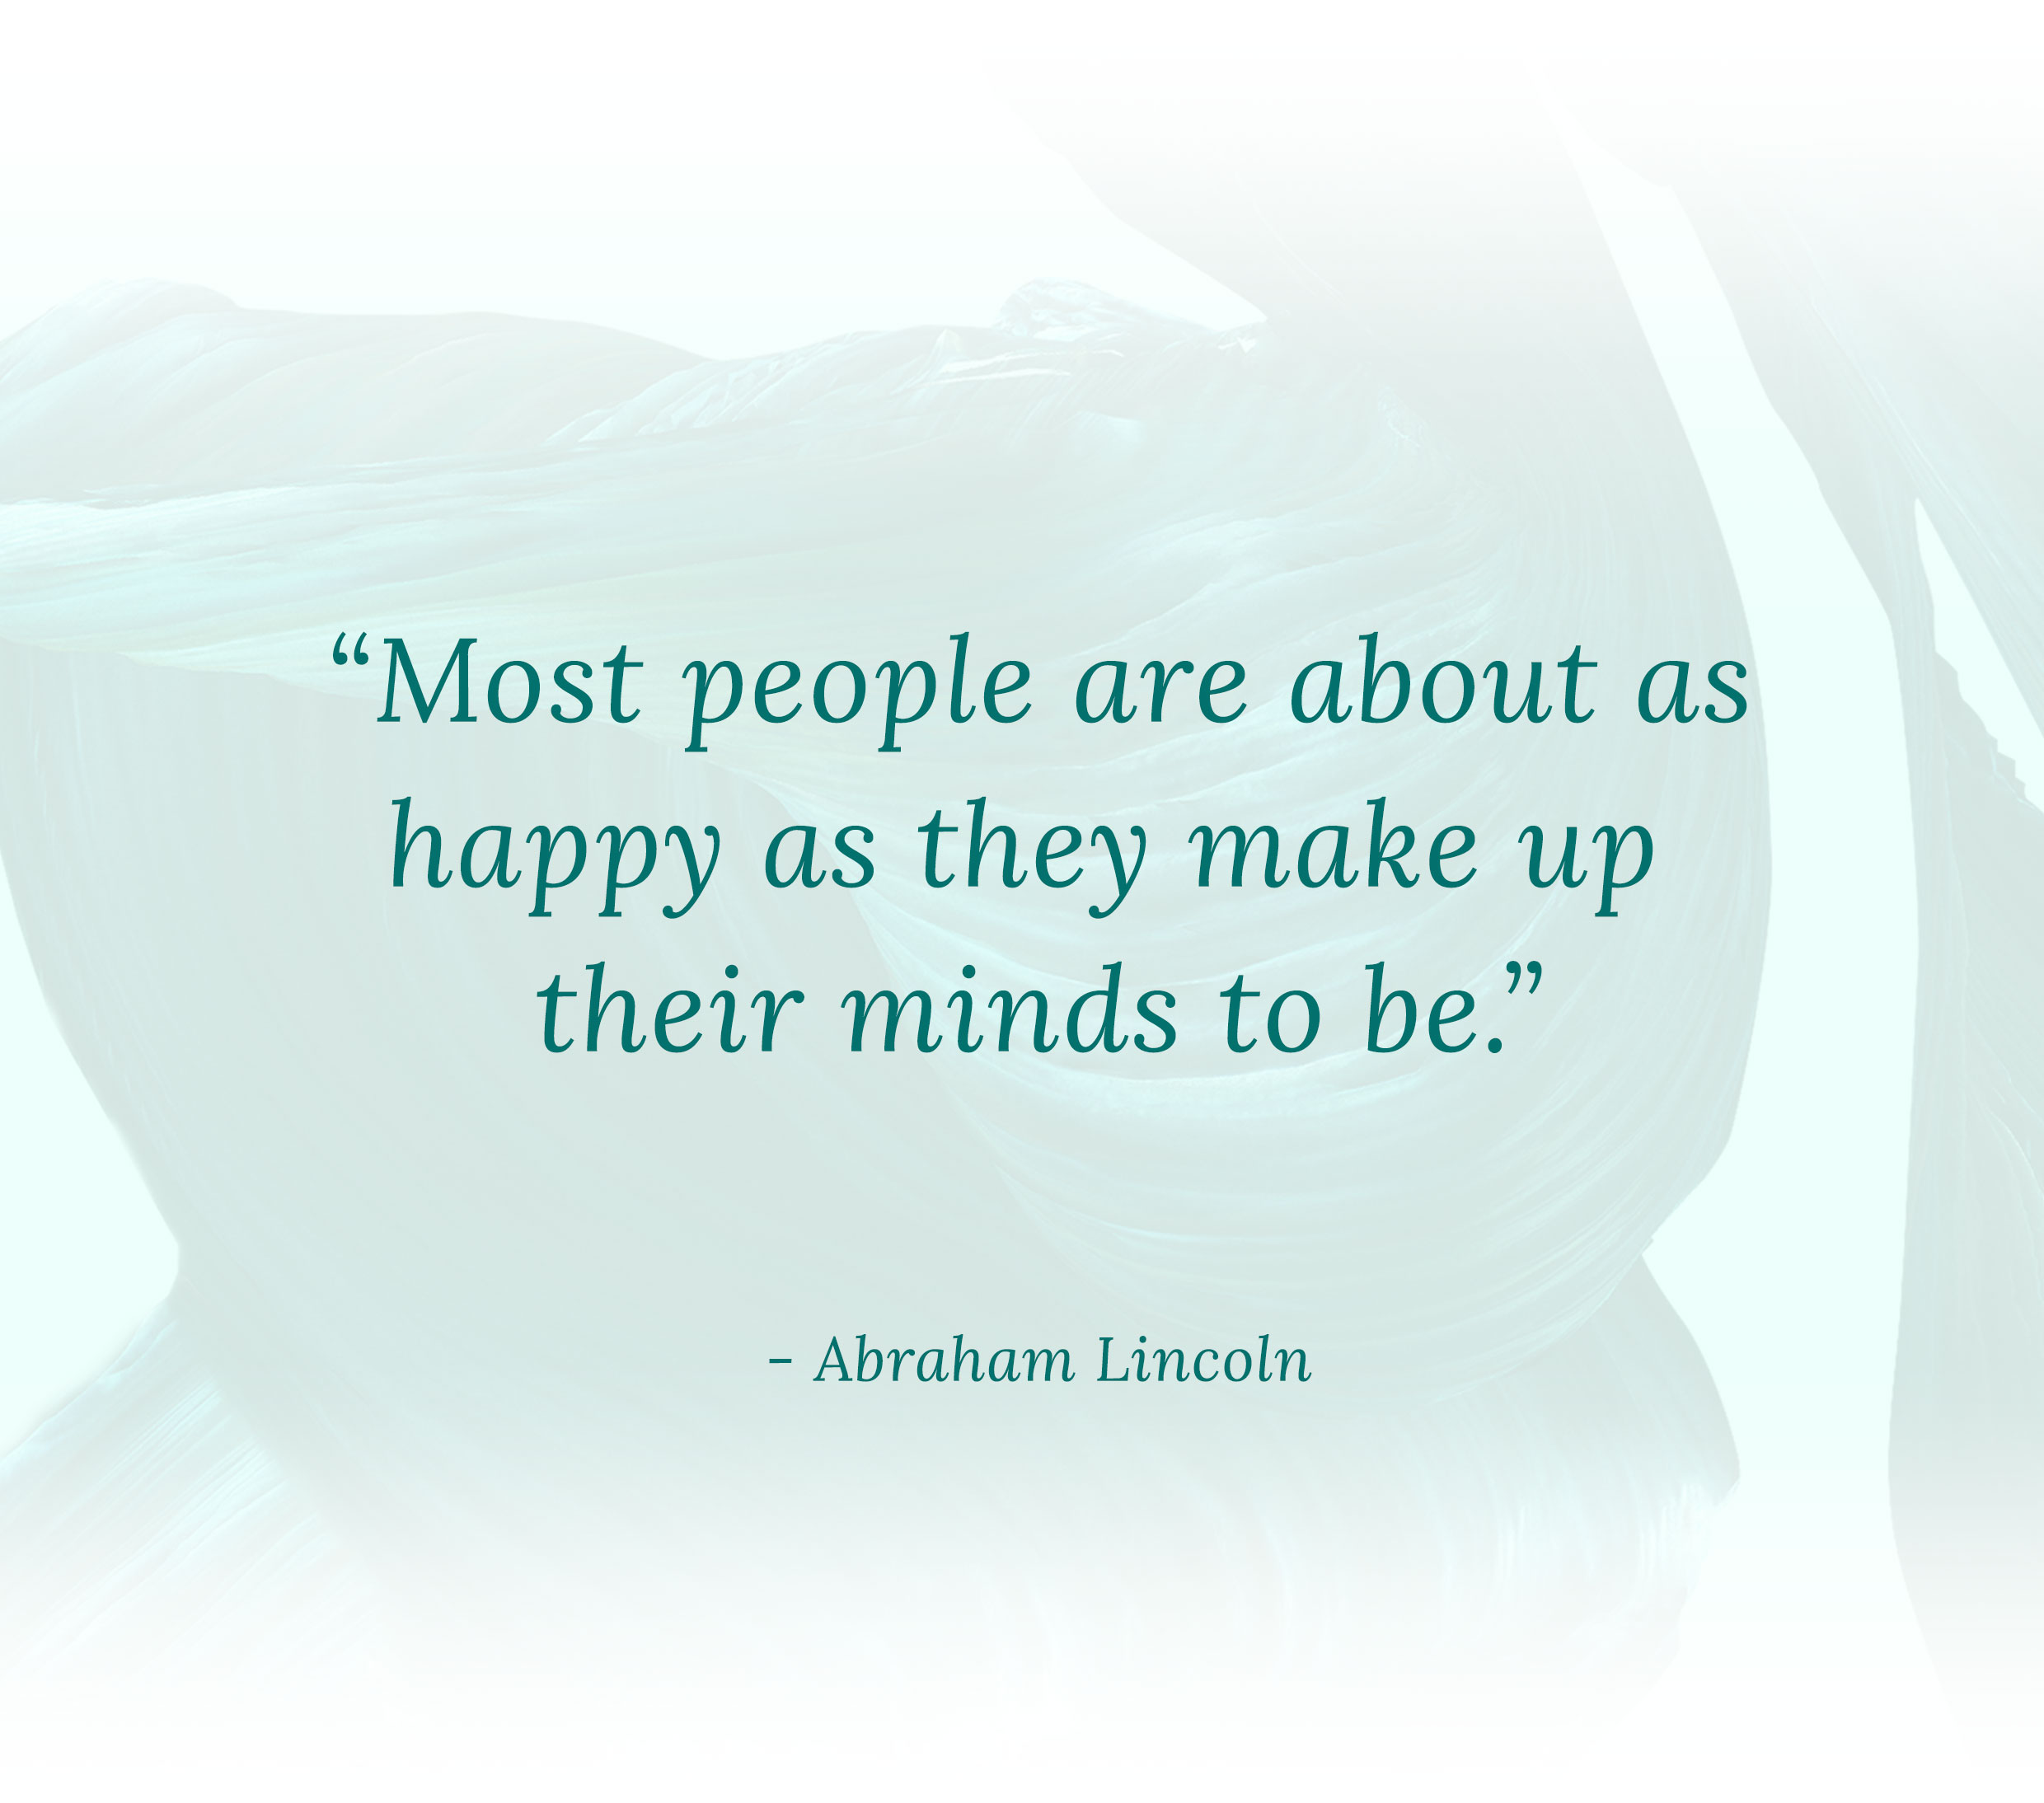 “Most people are about as
happy as they make up
their minds to be.”
– Abraham Lincoln